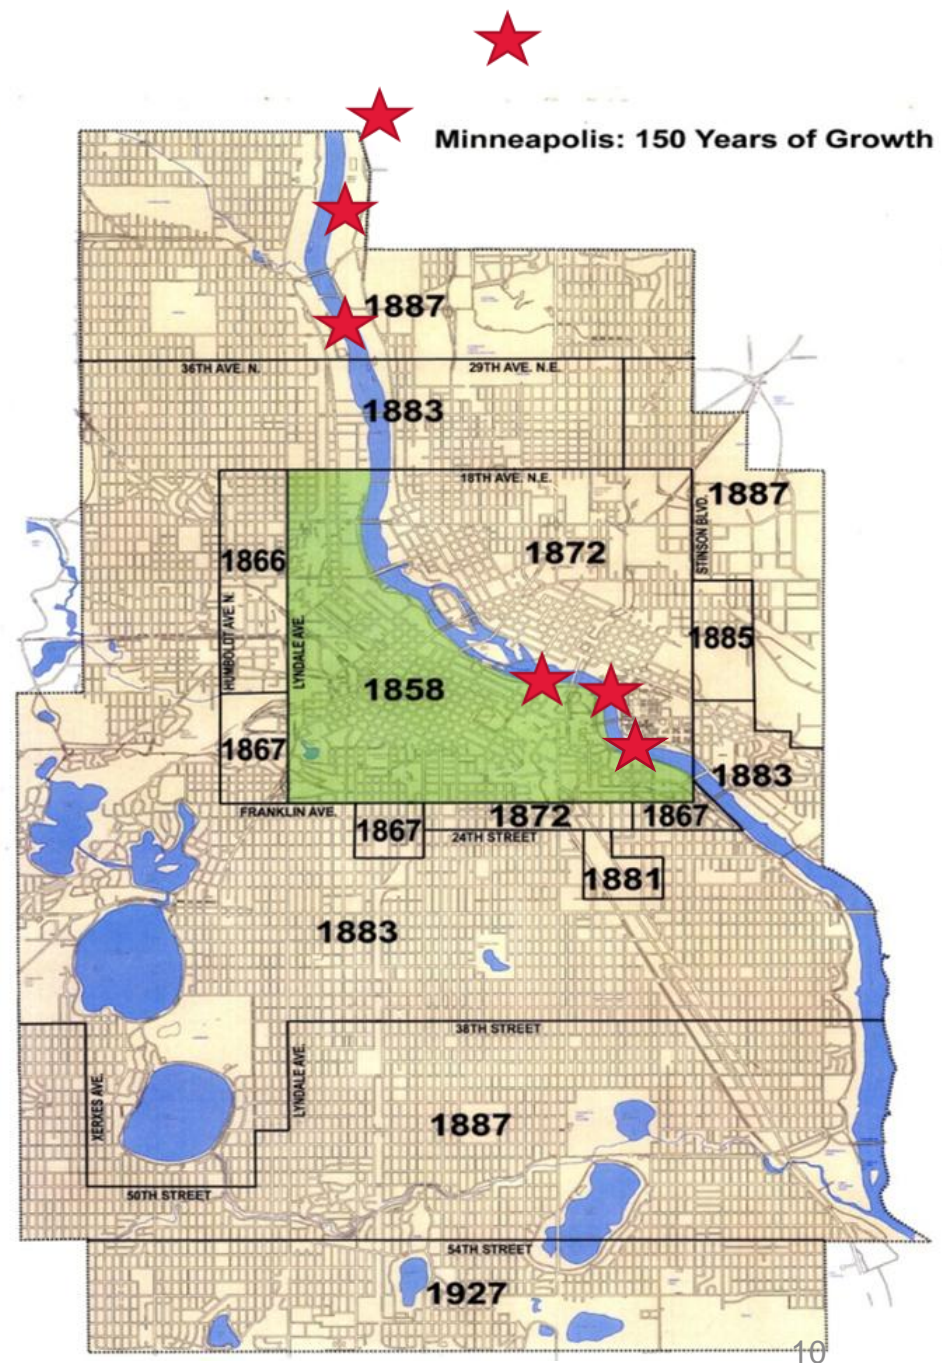 Minneapolis: 150 Years of Growth
1887
36TH AVE. N.
29TH AVE. N.E.
1883
18TH AVE. N.E.
1887
STINSON BLVD.
1866
1872
HUMBOLDT AVE N.
LYNDALE AVE.
1885
1858
1867
1883
FRANKLIN AVE.
1867
1872
1867
24TH STREET
1881
1883
38TH STREET
XERXES AVE.
LYNDALE AVE.
1887
50TH STREET
54TH STREET
1927
10